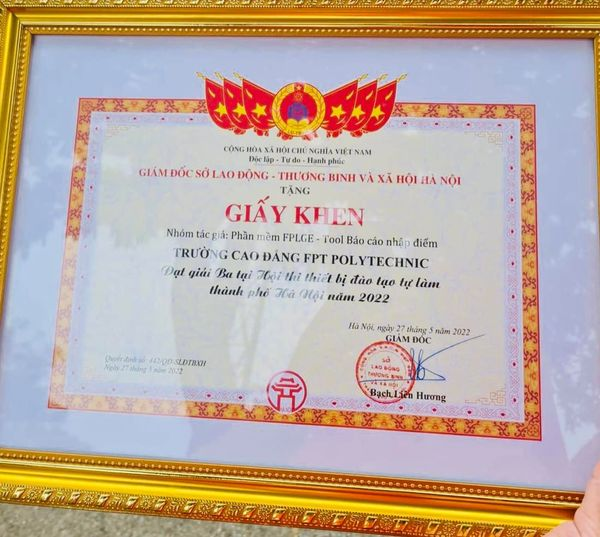 CỘNG HÒA XÃ HỘI CHỦ NGHĨA VIỆT NAM
Độc lập - Tự do - Hạnh phúc
GIÁM ĐỐC SỞ LAO ĐỘNG - THƯƠNG BINH VÀ XÃ HỘI HÀ NỘI
TẶNG
GIẤY KHEN
Nhóm tác giả: Phần mềm FPLGE - Tool Báo cáo nhập điểm
TRƯỜNG CAO ĐẲNG FPT POLYTECHNIC
Đạt giải Ba tại Hội thi thiết bị đào tạo tự làm
thành phố Hà Nội năm 2022
Hà Nội, ngày 27 tháng 5 năm 2022
GIÁM ĐỐC
Quyết định số: 442/QĐ-SLĐTBXH
Ngày 27 tháng 5 năm 2022
SỞ
LAO ĐỘNG
THƯƠNG BINH
VÀ XÃ HỘI
Bạch Liên Hương